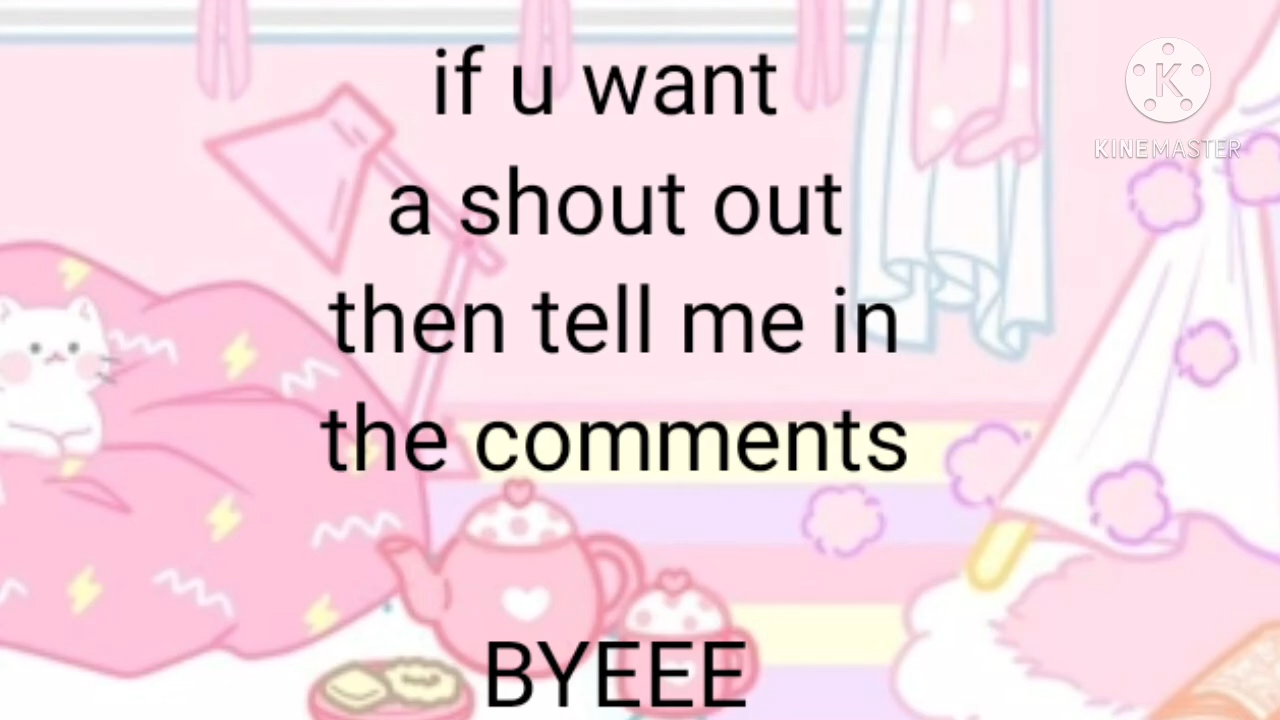 if u want
a shout out
then tell me in
the comments
BYEEE
K
KINEMASTER